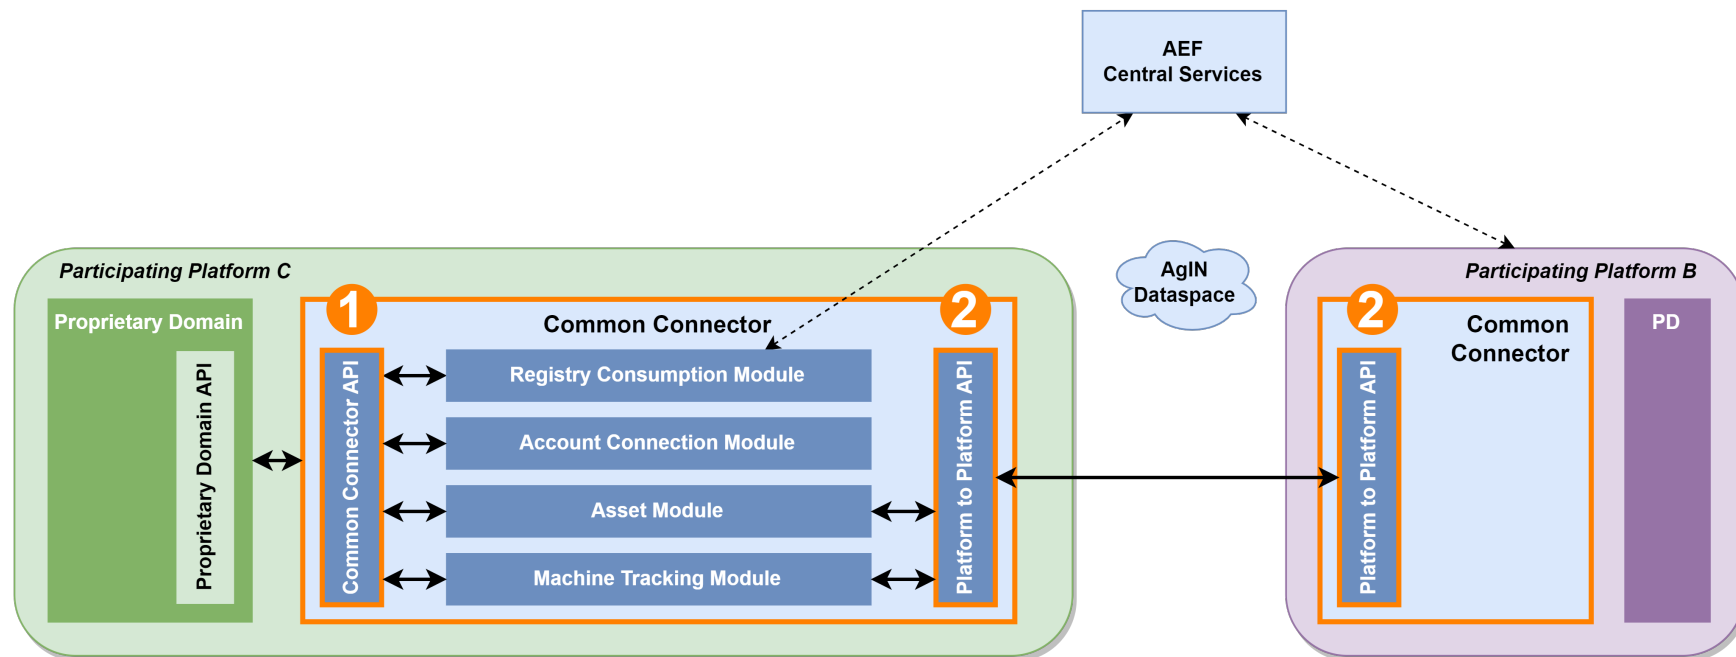 AEF
Central Services
Participating Platform C
AgIN
Dataspace
Participating Platform B
Proprietary Domain
Proprietary Domain API
1
Common Connector
2
Common Connector API
Registry Consumption Module
Account Connection Module
Asset Module
Machine Tracking Module
Platform to Platform API
2
Common
Connector
Platform to Platform API
PD